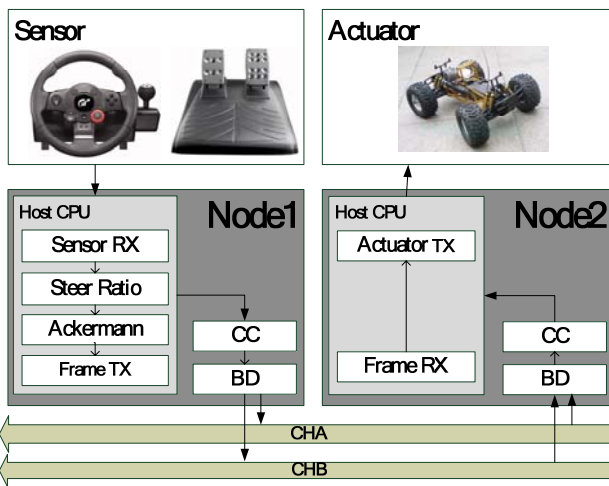 Sensor
Actuator
Host CPU
Node1
Sensor RX
Steer Ratio
Ackermann
Frame TX
CC
BD
Host CPU
Node2
Actuator TX
Frame RX
CC
BD
CHA
CHB